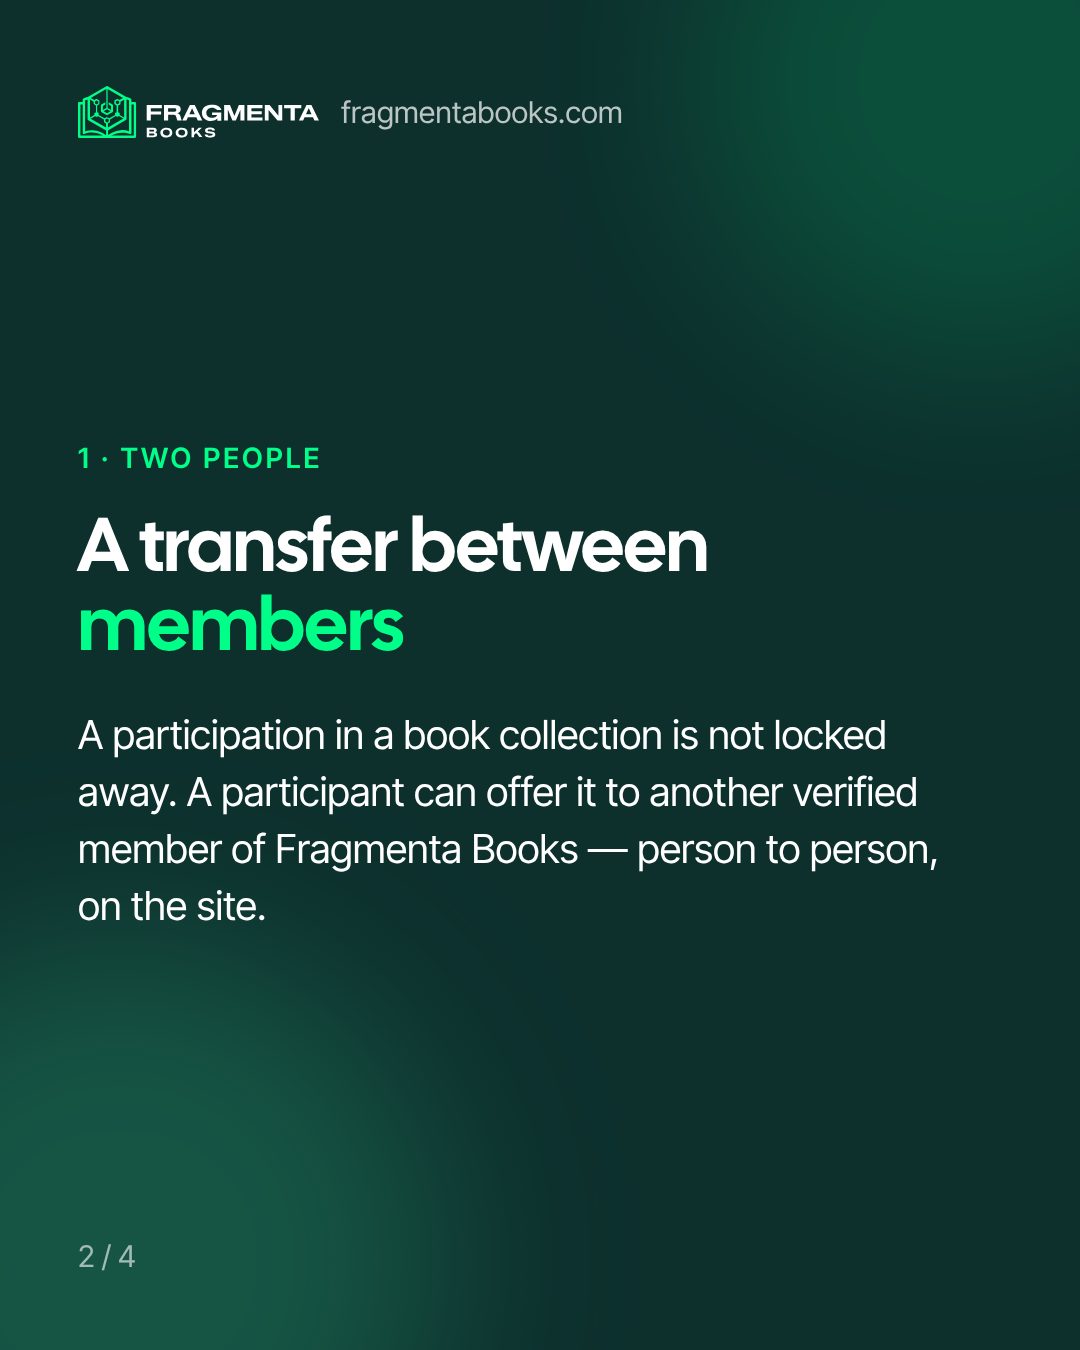 FRAGMENTA
BOOKS
fragmentabooks.com
1 · TWO PEOPLE
A transfer between
members
A participation in a book collection is not locked
away. A participant can offer it to another verified
member of Fragmenta Books — person to person,
on the site.
2 / 4